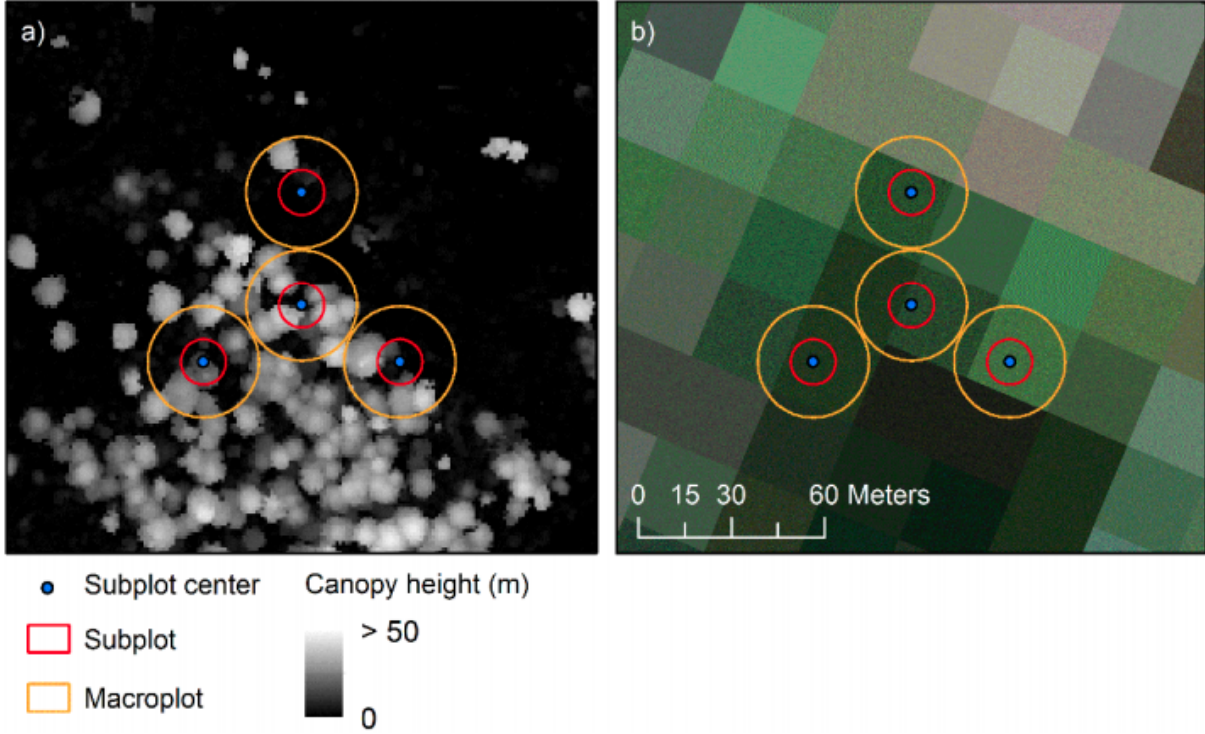 a)
b)
0 15 30 60 Meters
Subplot center
Subplot
Macroplot
Canopy height (m)
> 50
0